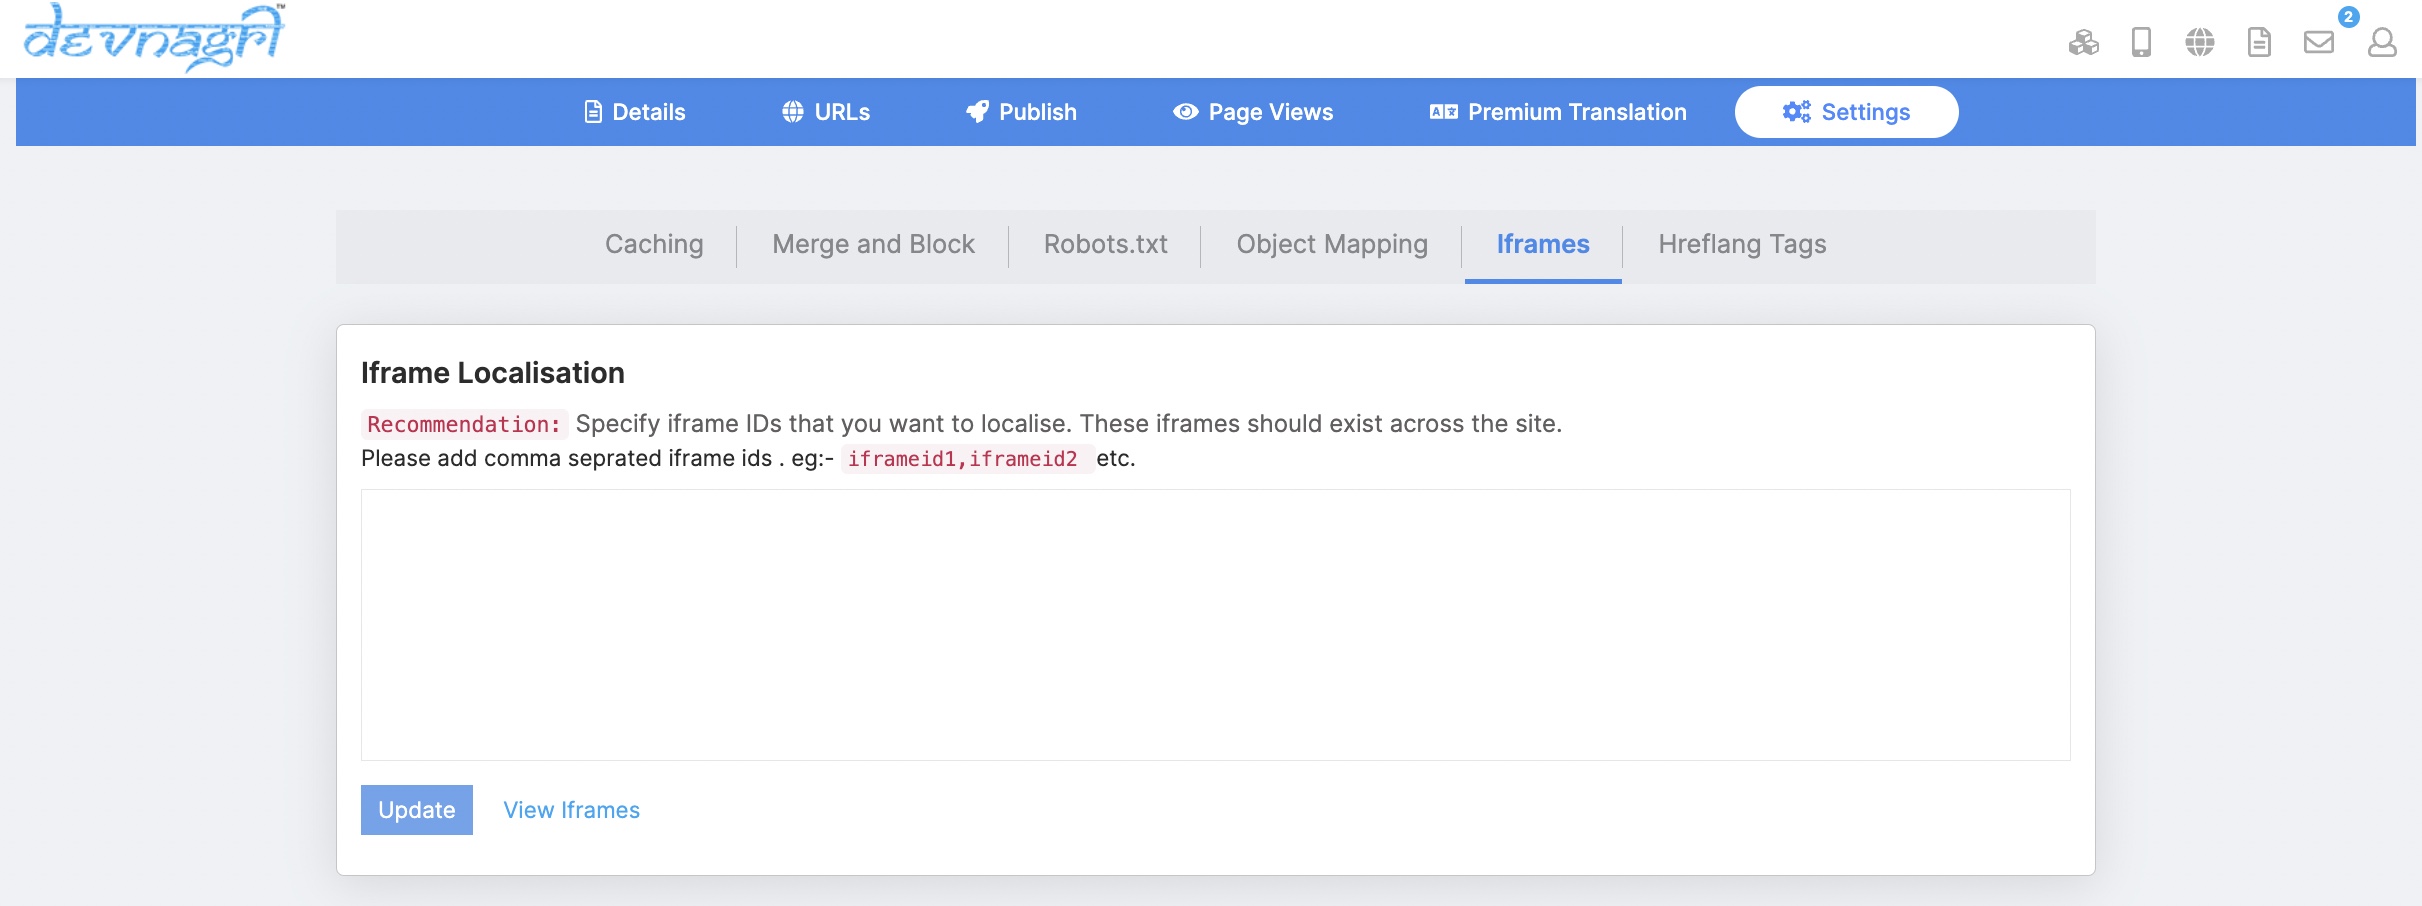 devnagri™
2
Details
URLs
Publish
Page Views
Premium Translation
Settings
Caching
Merge and Block
Robots.txt
Object Mapping
Iframes
Hreflang Tags
Iframe Localisation
Recommendation: Specify iframe IDs that you want to localise. These iframes should exist across the site.
Please add comma seprated iframe ids . eg:- iframeid1,iframeid2 etc.
Update
View Iframes